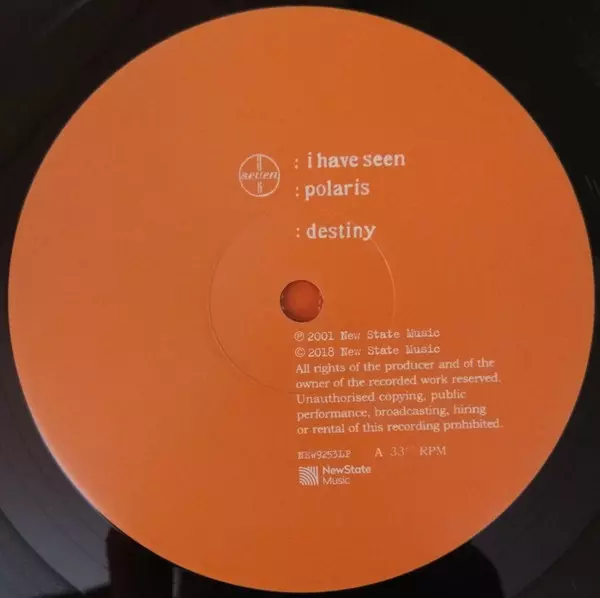 : i have seen
seven
: polaris
: destiny
℗ 2001 New State Music
© 2018 New State Music
All rights of the producer and of the
owner of the recorded work reserved.
Unauthorised copying, public
performance, broadcasting, hiring
or rental of this recording prohibited.
NEW9253LP A 33 RPM
NewState
Music